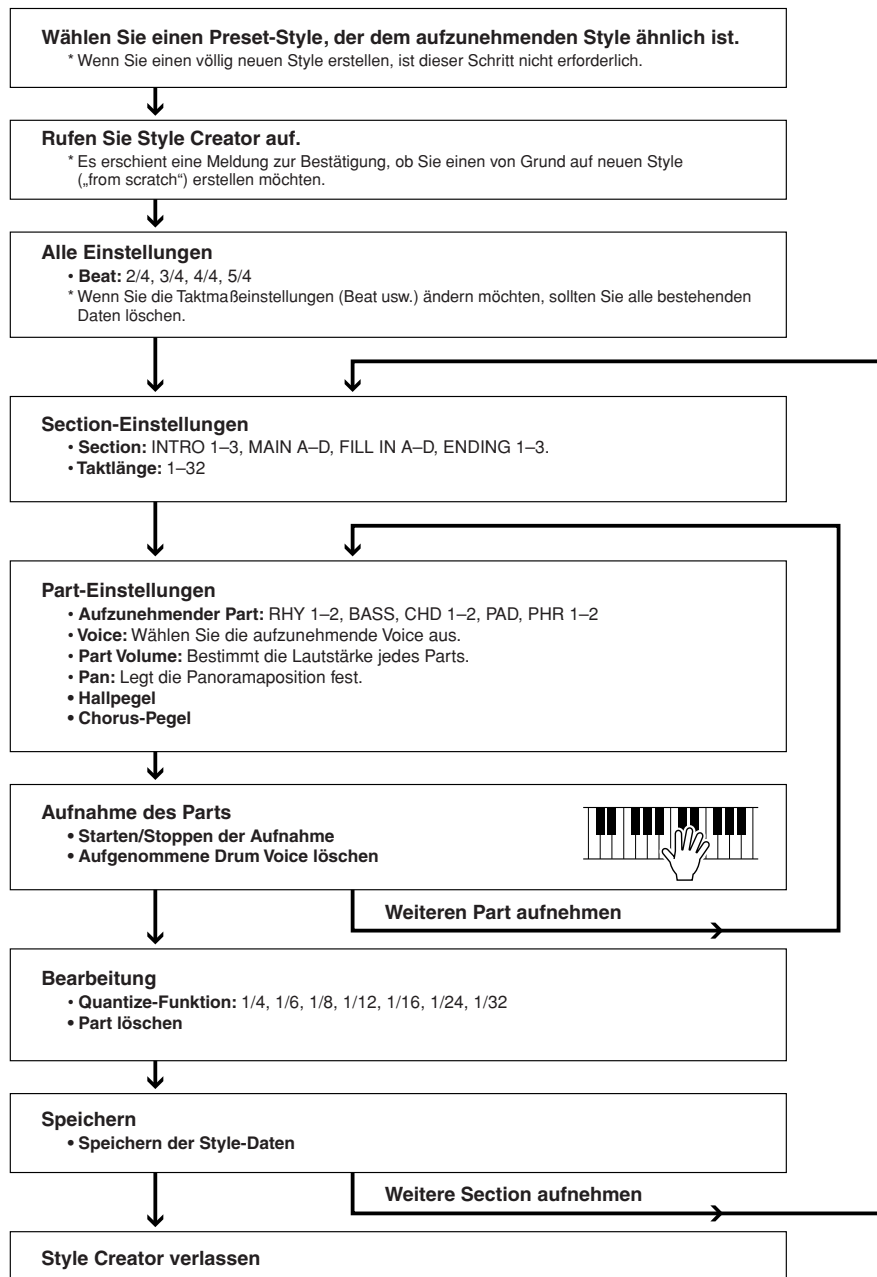 Wählen Sie einen Preset-Style, der dem aufzunehmenden Style ähnlich ist.
* Wenn Sie einen völlig neuen Style erstellen, ist dieser Schritt nicht erforderlich.
Rufen Sie Style Creator auf.
* Es erschient eine Meldung zur Bestätigung, ob Sie einen von Grund auf neuen Style
(„from scratch“) erstellen möchten.
Alle Einstellungen
• Beat: 2/4, 3/4, 4/4, 5/4
* Wenn Sie die Taktmaßeinstellungen (Beat usw.) ändern möchten, sollten Sie alle bestehenden
Daten löschen.
Section-Einstellungen
• Section: INTRO 1–3, MAIN A–D, FILL IN A–D, ENDING 1–3.
• Taktlänge: 1–32
Part-Einstellungen
• Aufzunehmender Part: RHY 1–2, BASS, CHD 1–2, PAD, PHR 1–2
• Voice: Wählen Sie die aufzunehmende Voice aus.
• Part Volume: Bestimmt die Lautstärke jedes Parts.
• Pan: Legt die Panoramaposition fest.
• Hallpegel
• Chorus-Pegel
Aufnahme des Parts
• Starten/Stoppen der Aufnahme
• Aufgenommene Drum Voice löschen
Weiteren Part aufnehmen
Bearbeitung
• Quantize-Funktion: 1/4, 1/6, 1/8, 1/12, 1/16, 1/24, 1/32
• Part löschen
Speichern
• Speichern der Style-Daten
Weitere Section aufnehmen
Style Creator verlassen